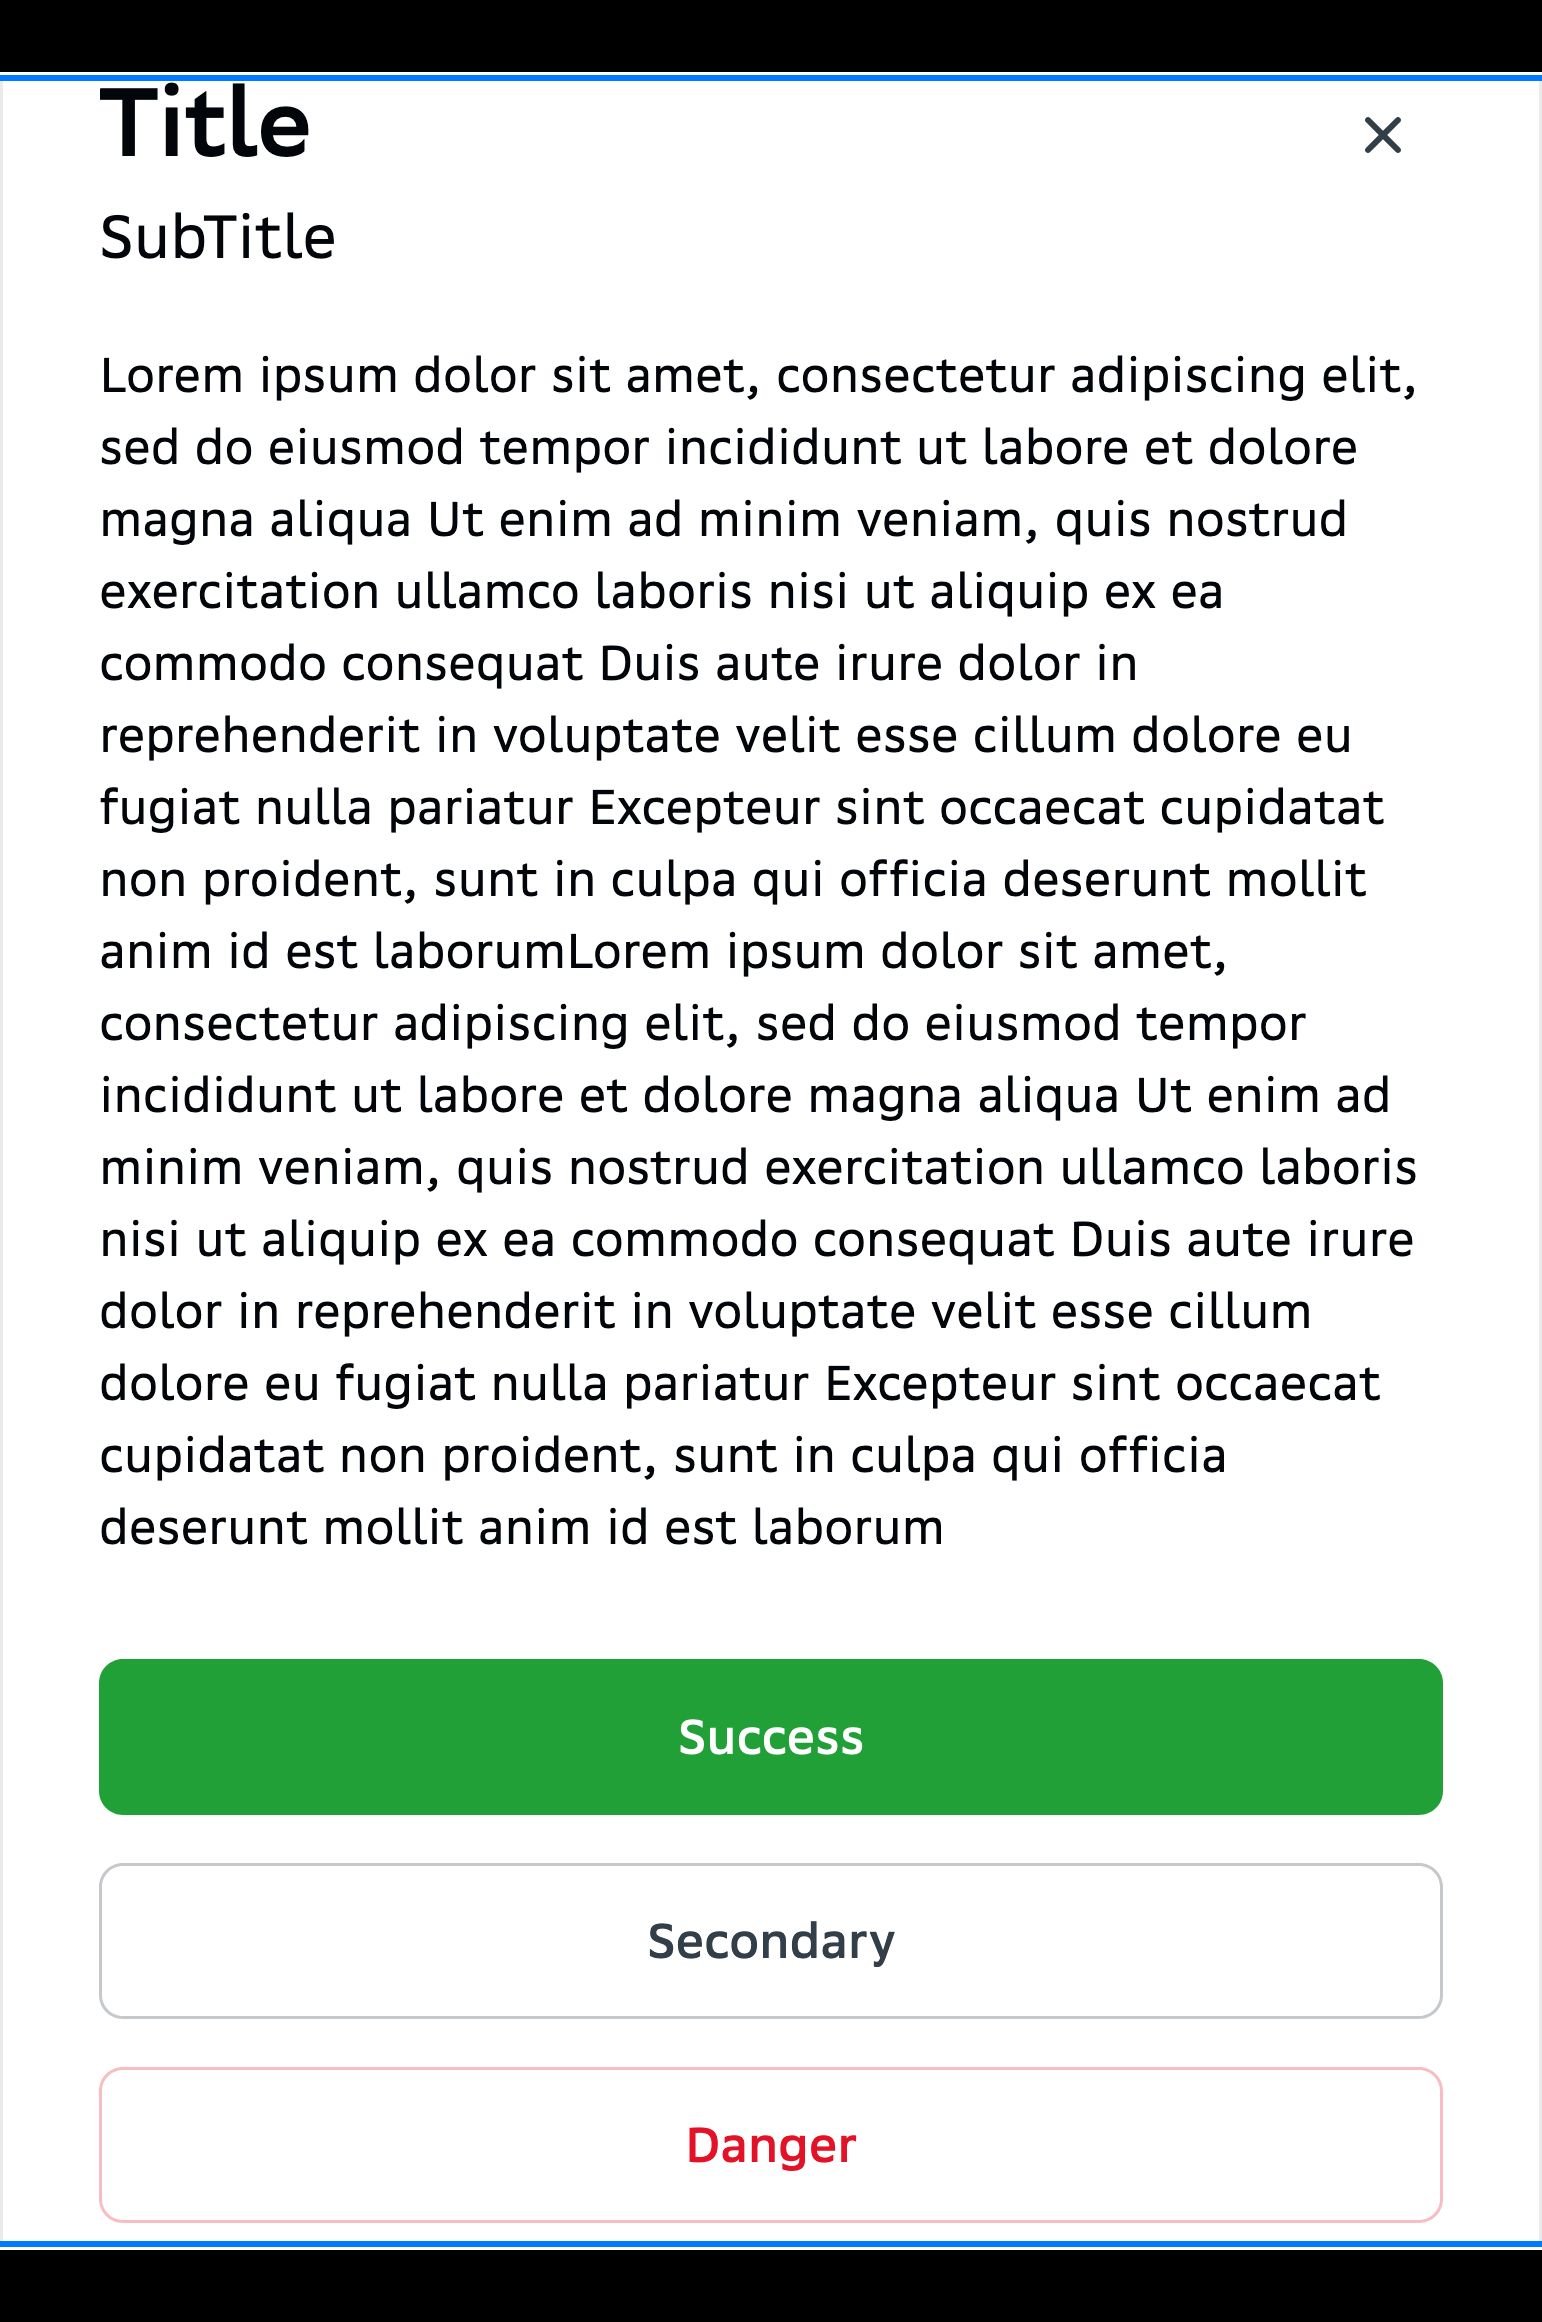 Title
SubTitle
Lorem ipsum dolor sit amet, consectetur adipiscing elit,
sed do eiusmod tempor incididunt ut labore et dolore
magna aliqua Ut enim ad minim veniam, quis nostrud
exercitation ullamco laboris nisi ut aliquip ex ea
commodo consequat Duis aute irure dolor in
reprehenderit in voluptate velit esse cillum dolore eu
fugiat nulla pariatur Excepteur sint occaecat cupidatat
non proident, sunt in culpa qui officia deserunt mollit
anim id est laborumLorem ipsum dolor sit amet,
consectetur adipiscing elit, sed do eiusmod tempor
incididunt ut labore et dolore magna aliqua Ut enim ad
minim veniam, quis nostrud exercitation ullamco laboris
nisi ut aliquip ex ea commodo consequat Duis aute irure
dolor in reprehenderit in voluptate velit esse cillum
dolore eu fugiat nulla pariatur Excepteur sint occaecat
cupidatat non proident, sunt in culpa qui officia
deserunt mollit anim id est laborum
Success
Secondary
Danger